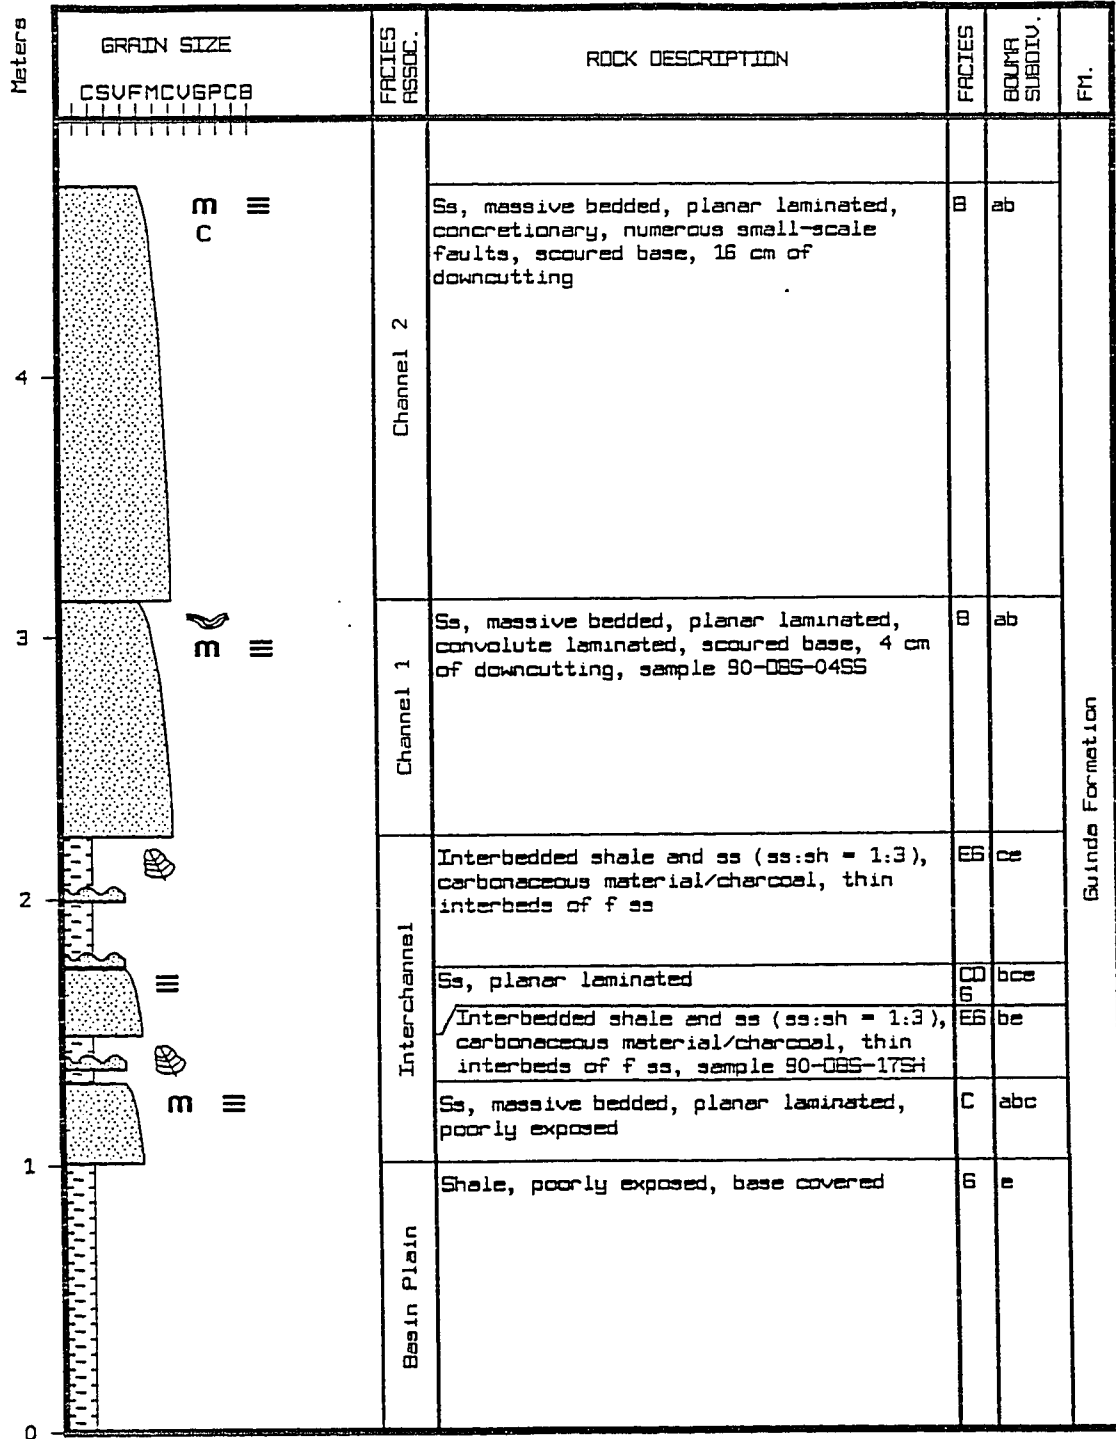 Meters
GRAIN SIZE
CSVFMCVGPCB
FACIES
ASSOC.
ROCK DESCRIPTION
FACIES
BOUMA
SUBDIV.
FM.
m
C
Channel 2
Ss, massive bedded, planar laminated,
concretionary, numerous small-scale
faults, scoured base, 16 cm of
downcutting
B
ab
4
m
Channel 1
Ss, massive bedded, planar laminated,
convolute laminated, scoured base, 4 cm
of downcutting, sample 90-DBS-04SS
B
ab
3
Guinda Formation
Interchannel
Interbedded shale and ss (ss:sh = 1:3),
carbonaceous material/charcoal, thin
interbeds of f ss
EG
ce
2
Ss, planar laminated
CD
G
bce
Interbedded shale and ss (ss:sh = 1:3),
carbonaceous material/charcoal, thin
interbeds of f ss, sample 90-DBS-17SH
EG
be
m
Ss, massive bedded, planar laminated,
poorly exposed
C
abc
1
Basin Plain
Shale, poorly exposed, base covered
G
e
0